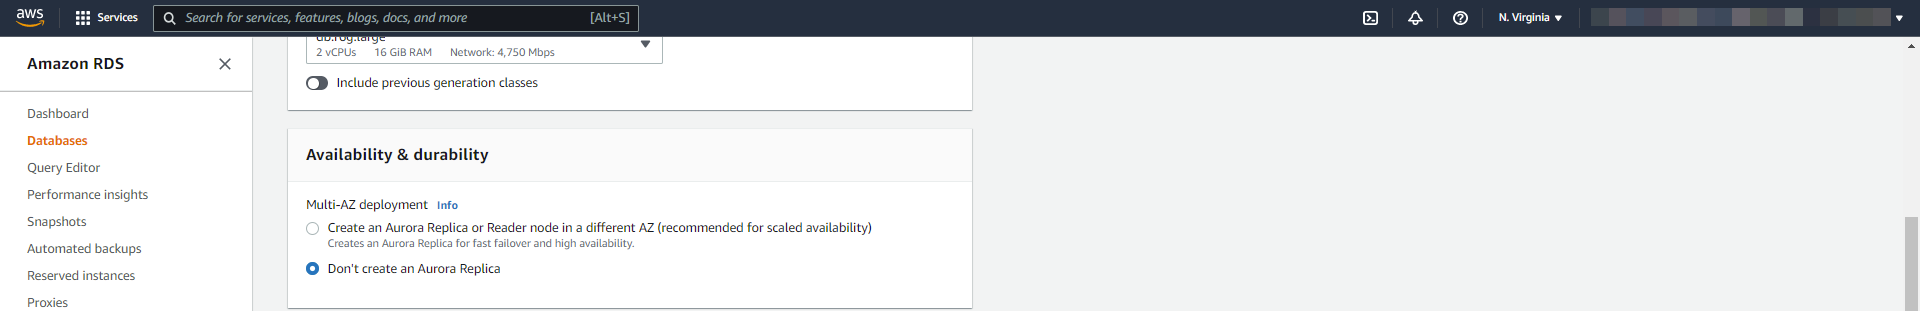 aws
Services
Search for services, features, blogs, docs, and more [Alt+S]
N. Virginia
Amazon RDS
Dashboard
Databases
Query Editor
Performance insights
Snapshots
Automated backups
Reserved instances
Proxies
2 vCPUs 16 GiB RAM Network: 4,750 Mbps
Include previous generation classes
Availability & durability
Multi-AZ deployment Info
Create an Aurora Replica or Reader node in a different AZ (recommended for scaled availability)
Creates an Aurora Replica for fast failover and high availability.
Don't create an Aurora Replica